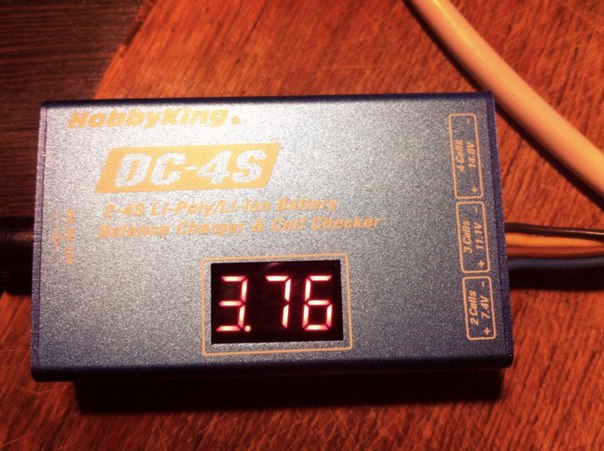 HobbyKing
DC-4S
2-4S Li-Poly/Li-ion Battery
Balance Charger & Cell Checker
3.76
4 Cells
+ 14.8V -
3 Cells
+ 11.1V -
2 Cells
+ 7.4V -